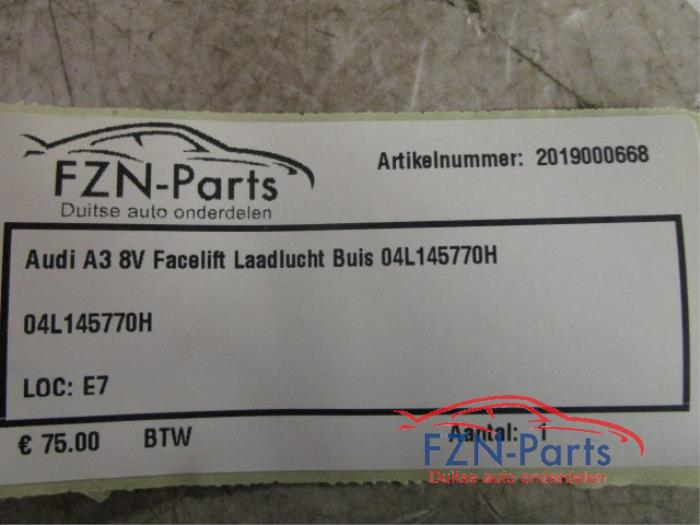 FZN-Parts
Duitse auto onderdelen
Artikelnummer: 2019000668
Audi A3 8V Facelift Laadlucht Buis 04L145770H
04L145770H
LOC: E7
€ 75.00 BTW Aantal: 1
FZN-Parts
Duitse auto onderdelen